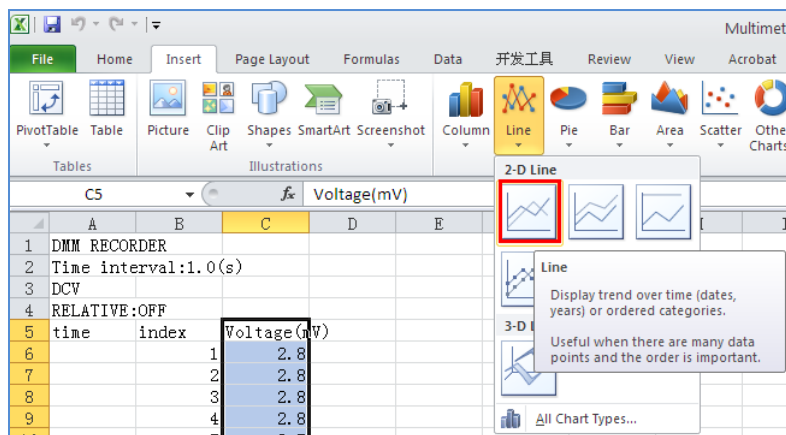 Multimet
File Home Insert Page Layout Formulas Data 开发工具 Review View Acrobat
PivotTable Table Picture Clip Art Shapes SmartArt Screenshot Column Line Pie Bar Area Scatter Othe Charts
Tables Illustrations
C5 fx Voltage(mV)
2-D Line
A B C D E
1 DMM RECORDER
2 Time interval:1.0(s)
3 DCV
4 RELATIVE:OFF
5 time index Voltage(mV)
6 1 2.8
7 2 2.8
8 3 2.8
9 4 2.8
Line
Display trend over time (dates,
years) or ordered categories.
Useful when there are many data
points and the order is important.
3-D L
All Chart Types...